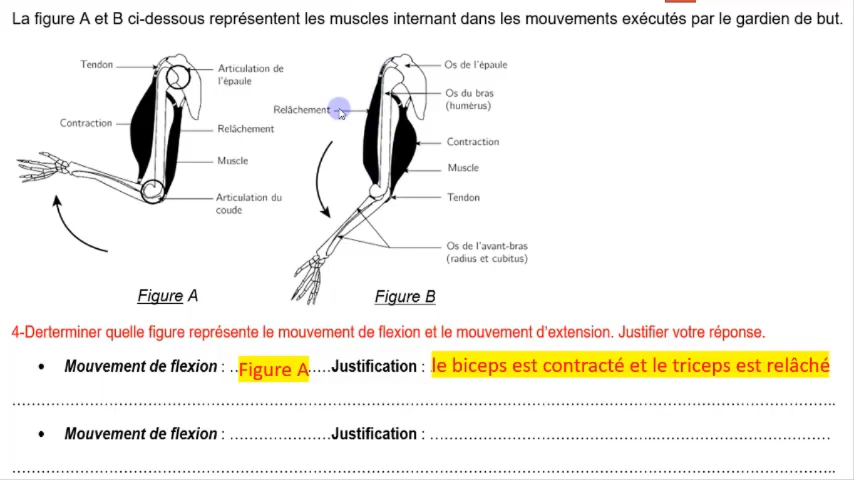 La figure A et B ci-dessous représentent les muscles internant dans les mouvements exécutés par le gardien de but.
Tendon
Articulation de
l'épaule
Contraction
Relâchement
Muscle
Articulation du
coude
Figure A
Os de l'épaule
Os du bras
(humérus)
Relâchement
Contraction
Muscle
Tendon
Os de l'avant-bras
(radius et cubitus)
Figure B
4-Derterminer quelle figure représente le mouvement de flexion et le mouvement d'extension. Justifier votre réponse.
• Mouvement de flexion : ..Figure A.....Justification : le biceps est contracté et le triceps est relâché
• Mouvement de flexion : .....................Justification : ....................................................................